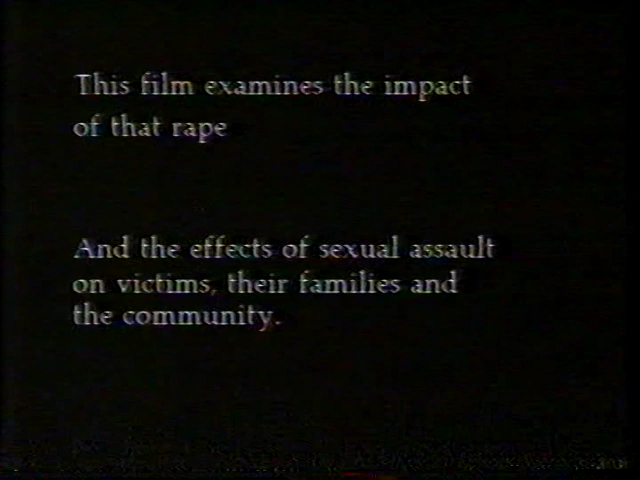 This film examines the impact
of that rape
And the effects of sexual assault
on victims, their families and
the community.